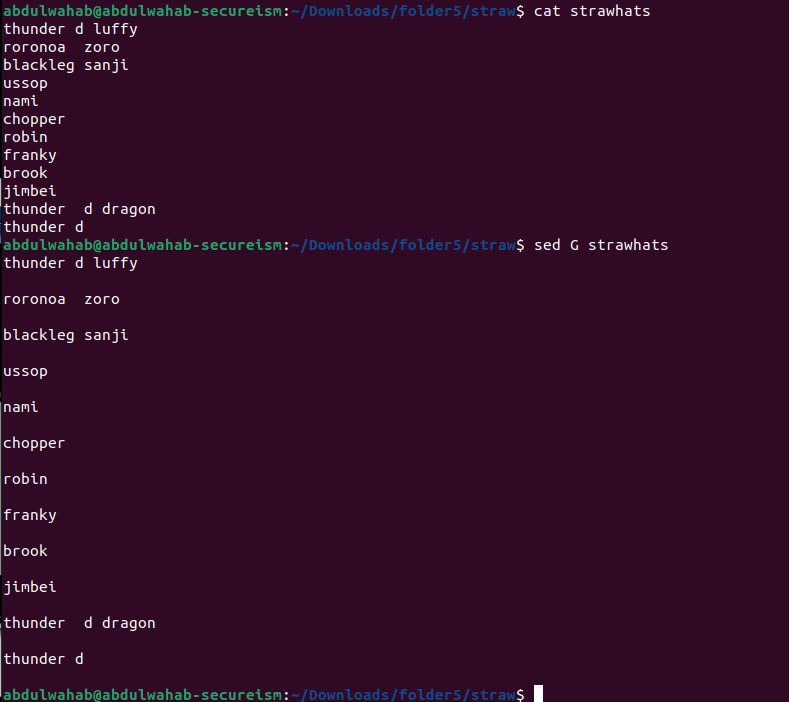 abdulwahab@abdulwahab-secureism:~/Downloads/folder5/straw$ cat strawhats
thunder d luffy
roronoa  zoro
blackleg sanji
ussop
nami
chopper
robin
franky
brook
jimbei
thunder  d dragon
thunder d
abdulwahab@abdulwahab-secureism:~/Downloads/folder5/straw$ sed G strawhats
thunder d luffy
roronoa  zoro
blackleg sanji
ussop
nami
chopper
robin
franky
brook
jimbei
thunder  d dragon
thunder d
abdulwahab@abdulwahab-secureism:~/Downloads/folder5/straw$